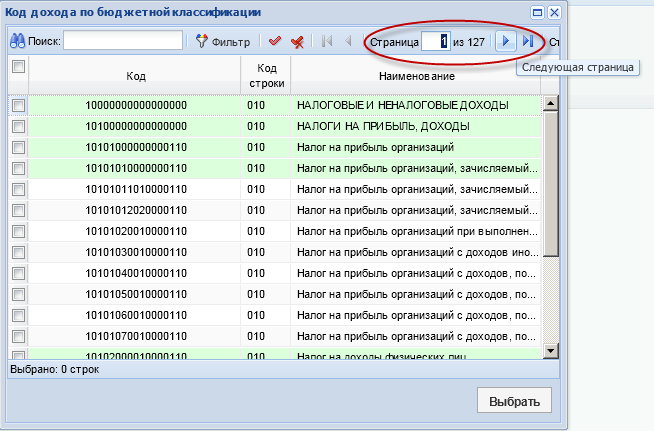 Код дохода по бюджетной классификации
Поиск: Фильтр Страница 1 из 127 Ст
Следующая страница
Код Код строки Наименование
10000000000000000 010 НАЛОГОВЫЕ И НЕНАЛОГОВЫЕ ДОХОДЫ
10100000000000000 010 НАЛОГИ НА ПРИБЫЛЬ, ДОХОДЫ
10101000000000110 010 Налог на прибыль организаций
10101010000000110 010 Налог на прибыль организаций, зачисляемый...
10101011010000110 010 Налог на прибыль организаций, зачисляемый...
10101012020000110 010 Налог на прибыль организаций, зачисляемый...
10101020010000110 010 Налог на прибыль организаций при выполнен...
10101030010000110 010 Налог на прибыль организаций с доходов ино...
10101040010000110 010 Налог на прибыль организаций с доходов, по...
10101050010000110 010 Налог на прибыль организаций с доходов, по...
10101060010000110 010 Налог на прибыль организаций с доходов, по...
10101070010000110 010 Налог на прибыль организаций с доходов, по...
10102000010000110 010 Налог на доходы физических лиц
Выбрано: 0 строк
Выбрать